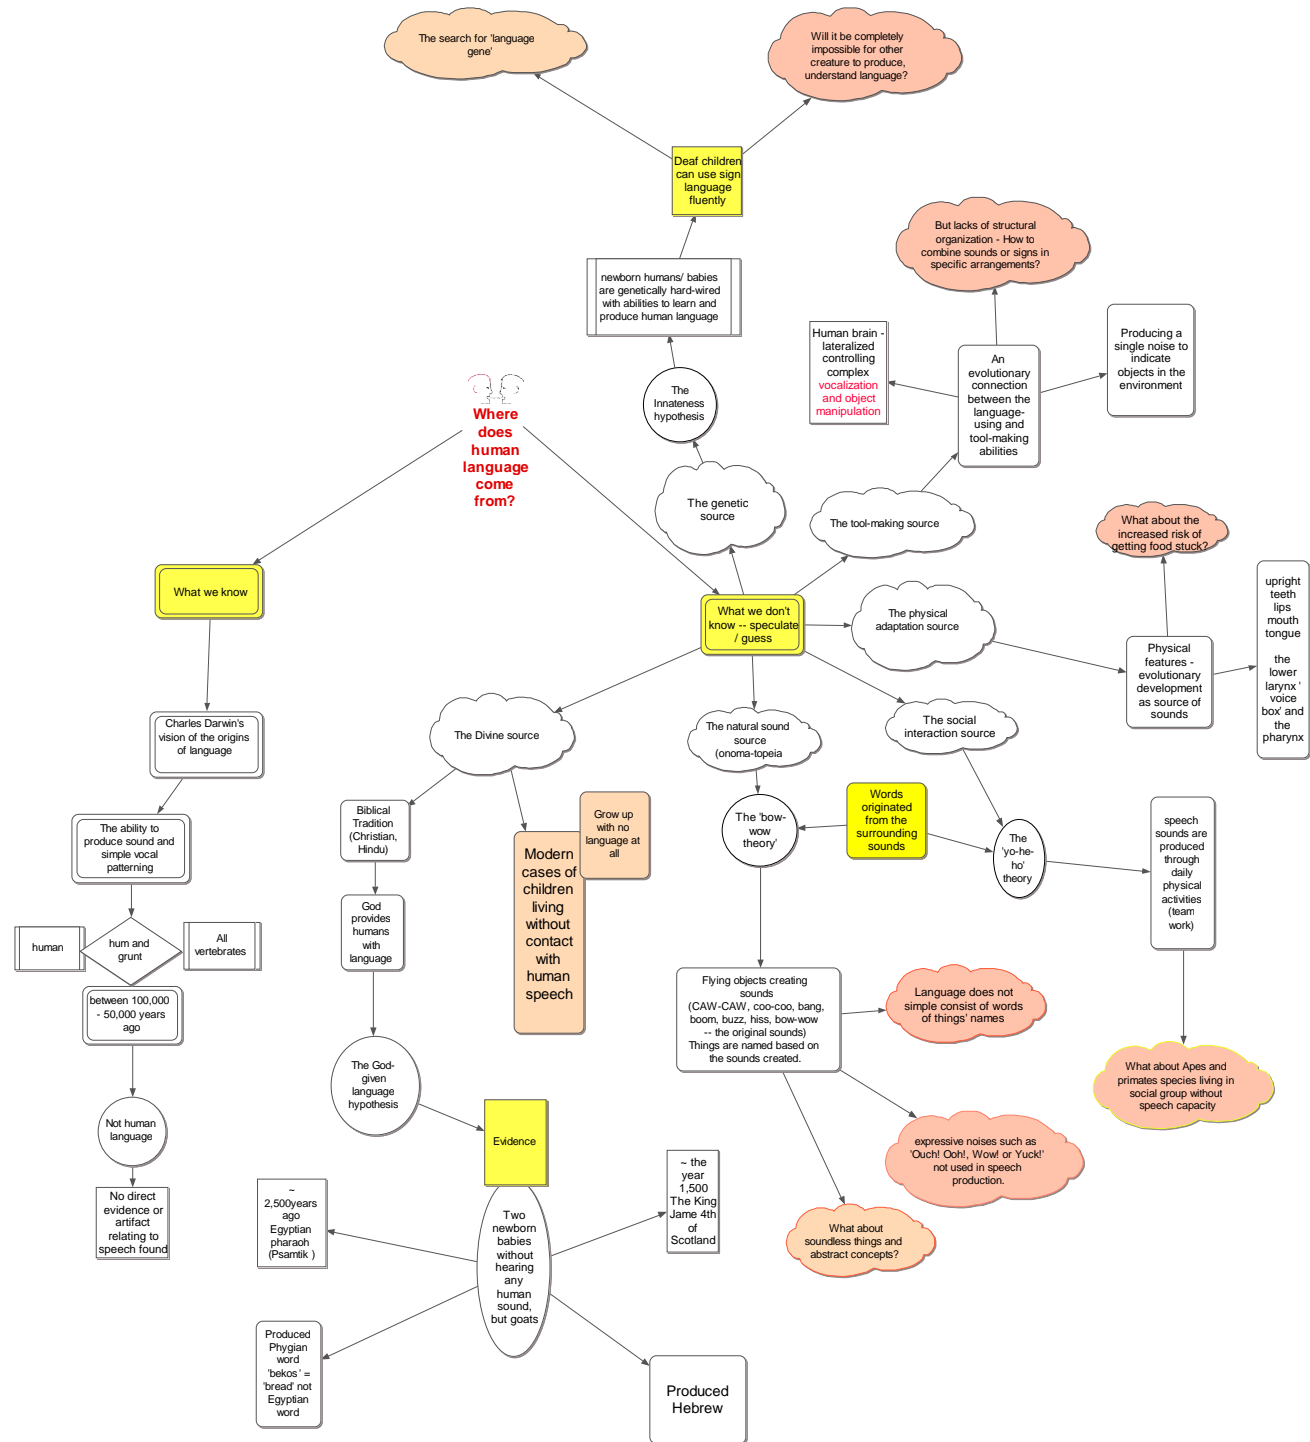 The search for 'language
gene'
Will it be completely
impossible for other
creature to produce,
understand language?
Deaf children
can use sign
language
fluently
But lacks of structural
organization - How to
combine sounds or signs in
specific arrangements?
newborn humans/ babies
are genetically hard-wired
with abilities to learn and
produce human language
Human brain -
lateralized
controlling
complex
vocalization
and object
manipulation
An
evolutionary
connection
between the
language-
using and
tool-making
abilities
Producing a
single noise to
indicate
objects in the
environment
The
Innateness
hypothesis
Where
does
human
language
come
from?
The genetic
source
The tool-making source
What about the
increased risk of
getting food stuck?
What we know
What we don't
know -- speculate
/ guess
The physical
adaptation source
Physical
features -
evolutionary
development
as source of
sounds
upright
teeth
lips
mouth
tongue
the
lower
larynx '
voice
box' and
the
pharynx
Charles Darwin's
vision of the origins
of language
The Divine source
The natural sound
source
(onoma-topeia
The social
interaction source
The ability to
produce sound and
simple vocal
patterning
Biblical
Tradition
(Christian,
Hindu)
Grow up
with no
language at
all
Modern
cases of
children
living
without
contact
with
human
speech
The 'bow-
wow
theory'
Words
originated
from the
surrounding
sounds
The
'yo-he-
ho'
theory
speech
sounds are
produced
through
daily
physical
activities
(team
work)
human
hum and
grunt
All
vertebrates
God
provides
humans
with
language
between 100,000
- 50,000 years
ago
Flying objects creating
sounds
(CAW-CAW, coo-coo, bang,
boom, buzz, hiss, bow-wow
-- the original sounds)
Things are named based on
the sounds created.
Language does not
simple consist of words
of things' names
The God-
given
language
hypothesis
What about Apes and
primates species living in
social group without
speech capacity
Not human
language
Evidence
expressive noises such as
'Ouch! Ooh!, Wow! or Yuck!'
not used in speech
production.
No direct
evidence or
artifact
relating to
speech found
~
2,500years
ago
Egyptian
pharaoh
(Psamtik )
Two
newborn
babies
without
hearing
any
human
sound,
but goats
~ the
year
1,500
The King
Jame 4th
of
Scotland
What about
soundless things and
abstract concepts?
Produced
Phygian
word
'bekos' =
'bread' not
Egyptian
word
Produced
Hebrew